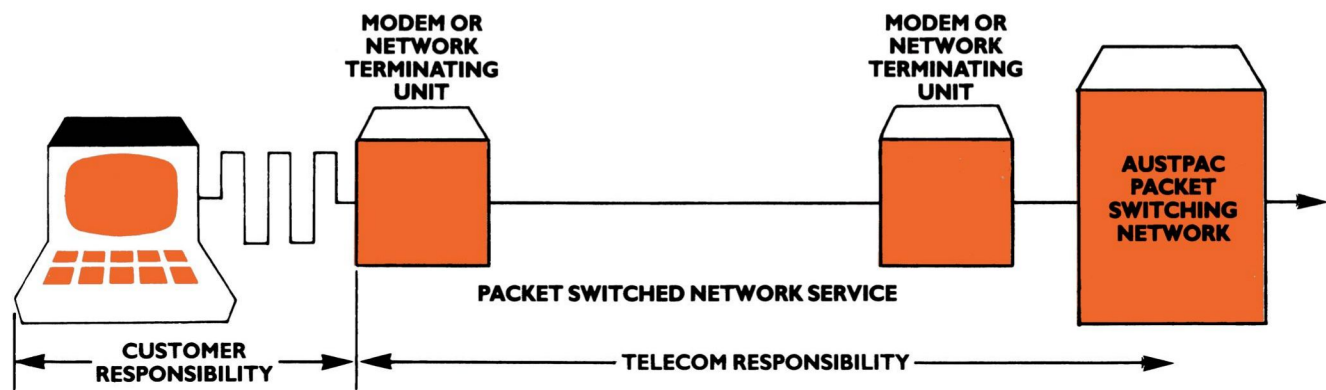 MODEM OR
NETWORK
TERMINATING
UNIT
MODEM OR
NETWORK
TERMINATING
UNIT
AUSTPAC
PACKET
SWITCHING
NETWORK
PACKET SWITCHED NETWORK SERVICE
CUSTOMER
RESPONSIBILITY
TELECOM RESPONSIBILITY